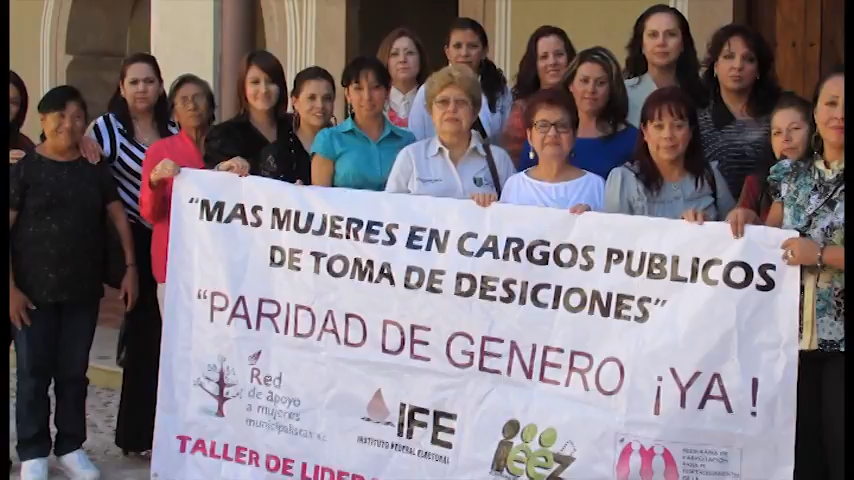 "MAS MUJERES EN CARGOS PUBLICOS
DE TOMA DE DESICIONES"
"PARIDAD DE GENERO ¡YA!
Red
de apoyo
a mujeres
municipalistas A.C.
IFE
INSTITUTO FEDERAL ELECTORAL
ieez
TALLER DE